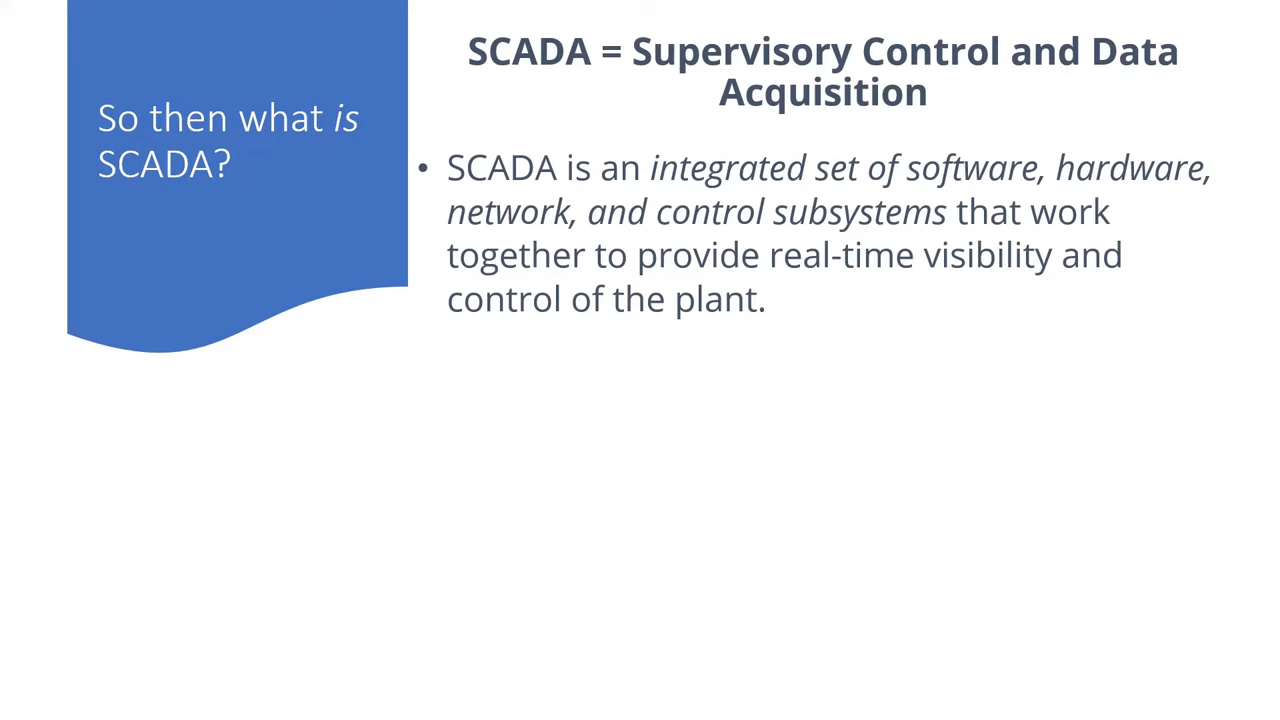 So then what is
SCADA?
SCADA = Supervisory Control and Data
Acquisition
• SCADA is an integrated set of software, hardware,
network, and control subsystems that work
together to provide real-time visibility and
control of the plant.